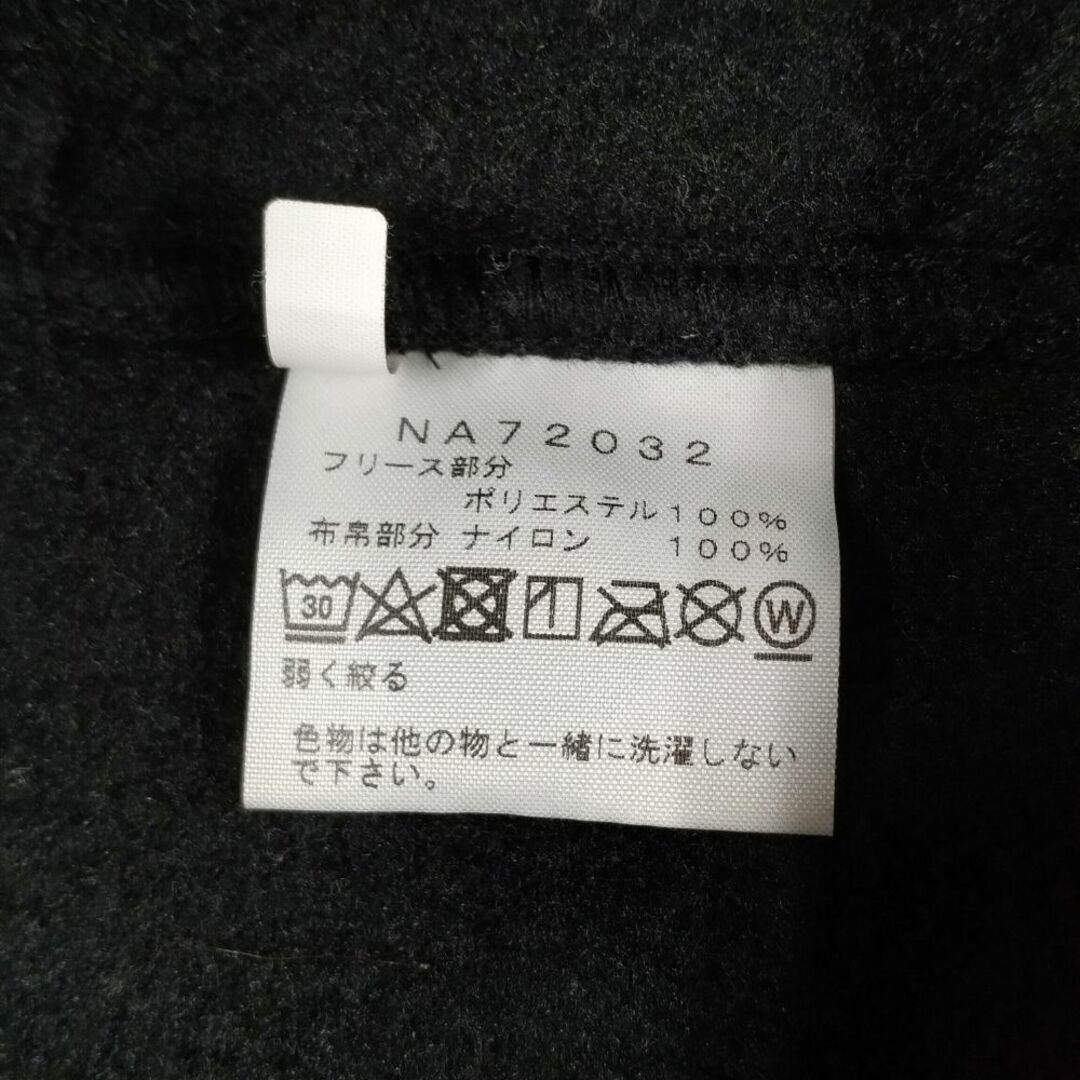 NA72032
フリース部分
ポリエステル100%
布帛部分 ナイロン 100%
30 W
弱く絞る
色物は他の物と一緒に洗濯しない
で下さい。